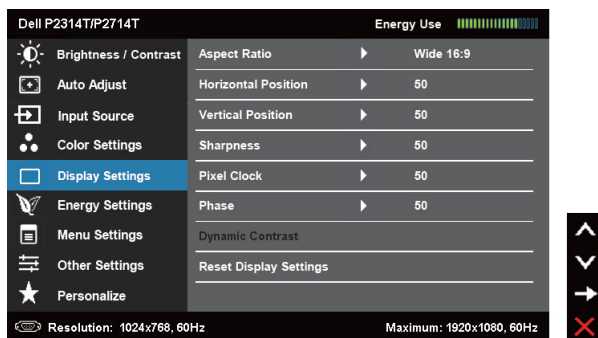 Dell P2314T/P2714T Energy Use
Brightness / Contrast Aspect Ratio Wide 16:9
Auto Adjust Horizontal Position 50
Input Source Vertical Position 50
Color Settings Sharpness 50
Display Settings Pixel Clock 50
Energy Settings Phase 50
Menu Settings Dynamic Contrast
Other Settings Reset Display Settings
Personalize
Resolution: 1024x768, 60Hz Maximum: 1920x1080, 60Hz